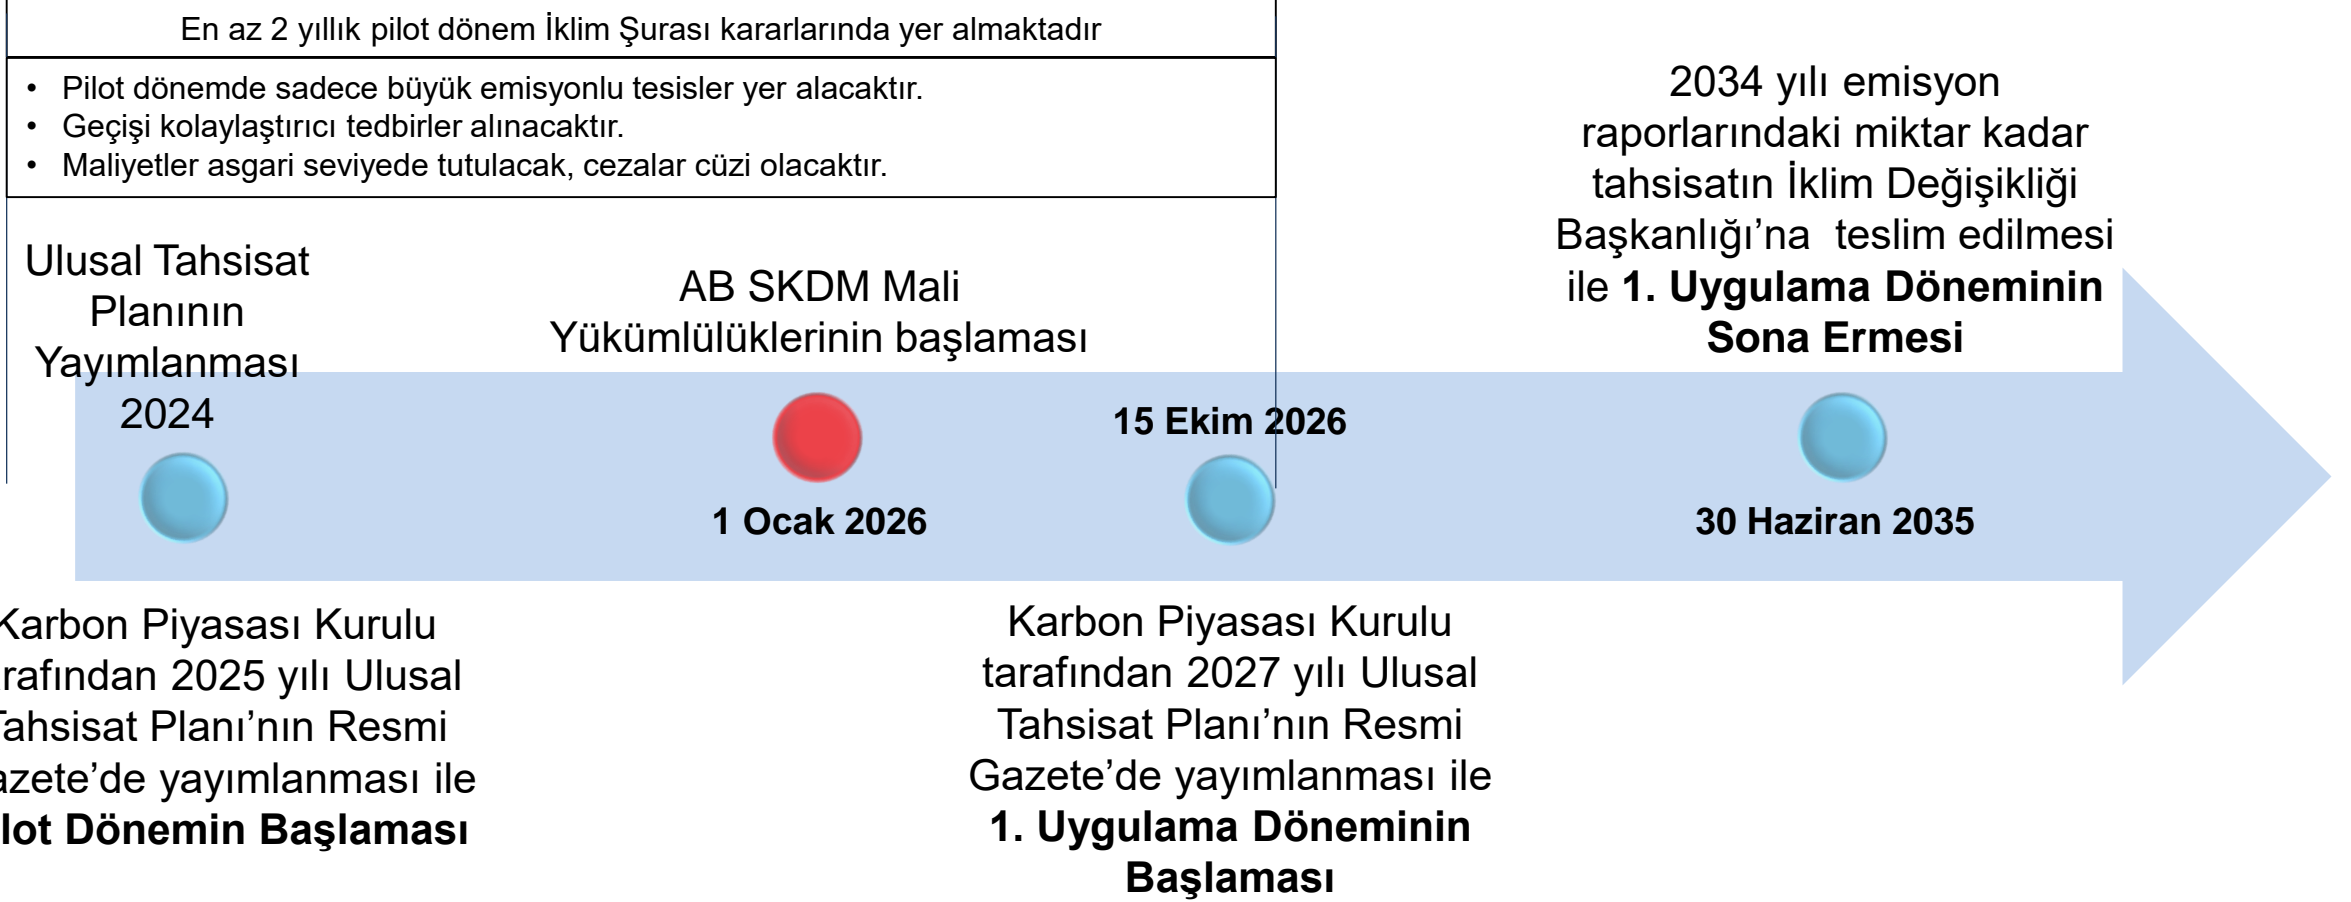 En az 2 yıllık pilot dönem İklim Şurası kararlarında yer almaktadır
• Pilot dönemde sadece büyük emisyonlu tesisler yer alacaktır.
• Geçişi kolaylaştırıcı tedbirler alınacaktır.
• Maliyetler asgari seviyede tutulacak, cezalar cüzi olacaktır.
Ulusal Tahsisat
Planının
Yayımlanması
2024
Karbon Piyasası Kurulu
rafından 2025 yılı Ulusal
Tahsisat Planı’nın Resmi
azete’de yayımlanması ile
lot Dönemin Başlaması
AB SKDM Mali
Yükümlülüklerinin başlaması
1 Ocak 2026
15 Ekim 2026
Karbon Piyasası Kurulu
tarafından 2027 yılı Ulusal
Tahsisat Planı’nın Resmi
Gazete’de yayımlanması ile
1. Uygulama Döneminin
Başlaması
2034 yılı emisyon
raporlarındaki miktar kadar
tahsisatın İklim Değişikliği
Başkanlığı’na  teslim edilmesi
ile 1. Uygulama Döneminin
Sona Ermesi
30 Haziran 2035